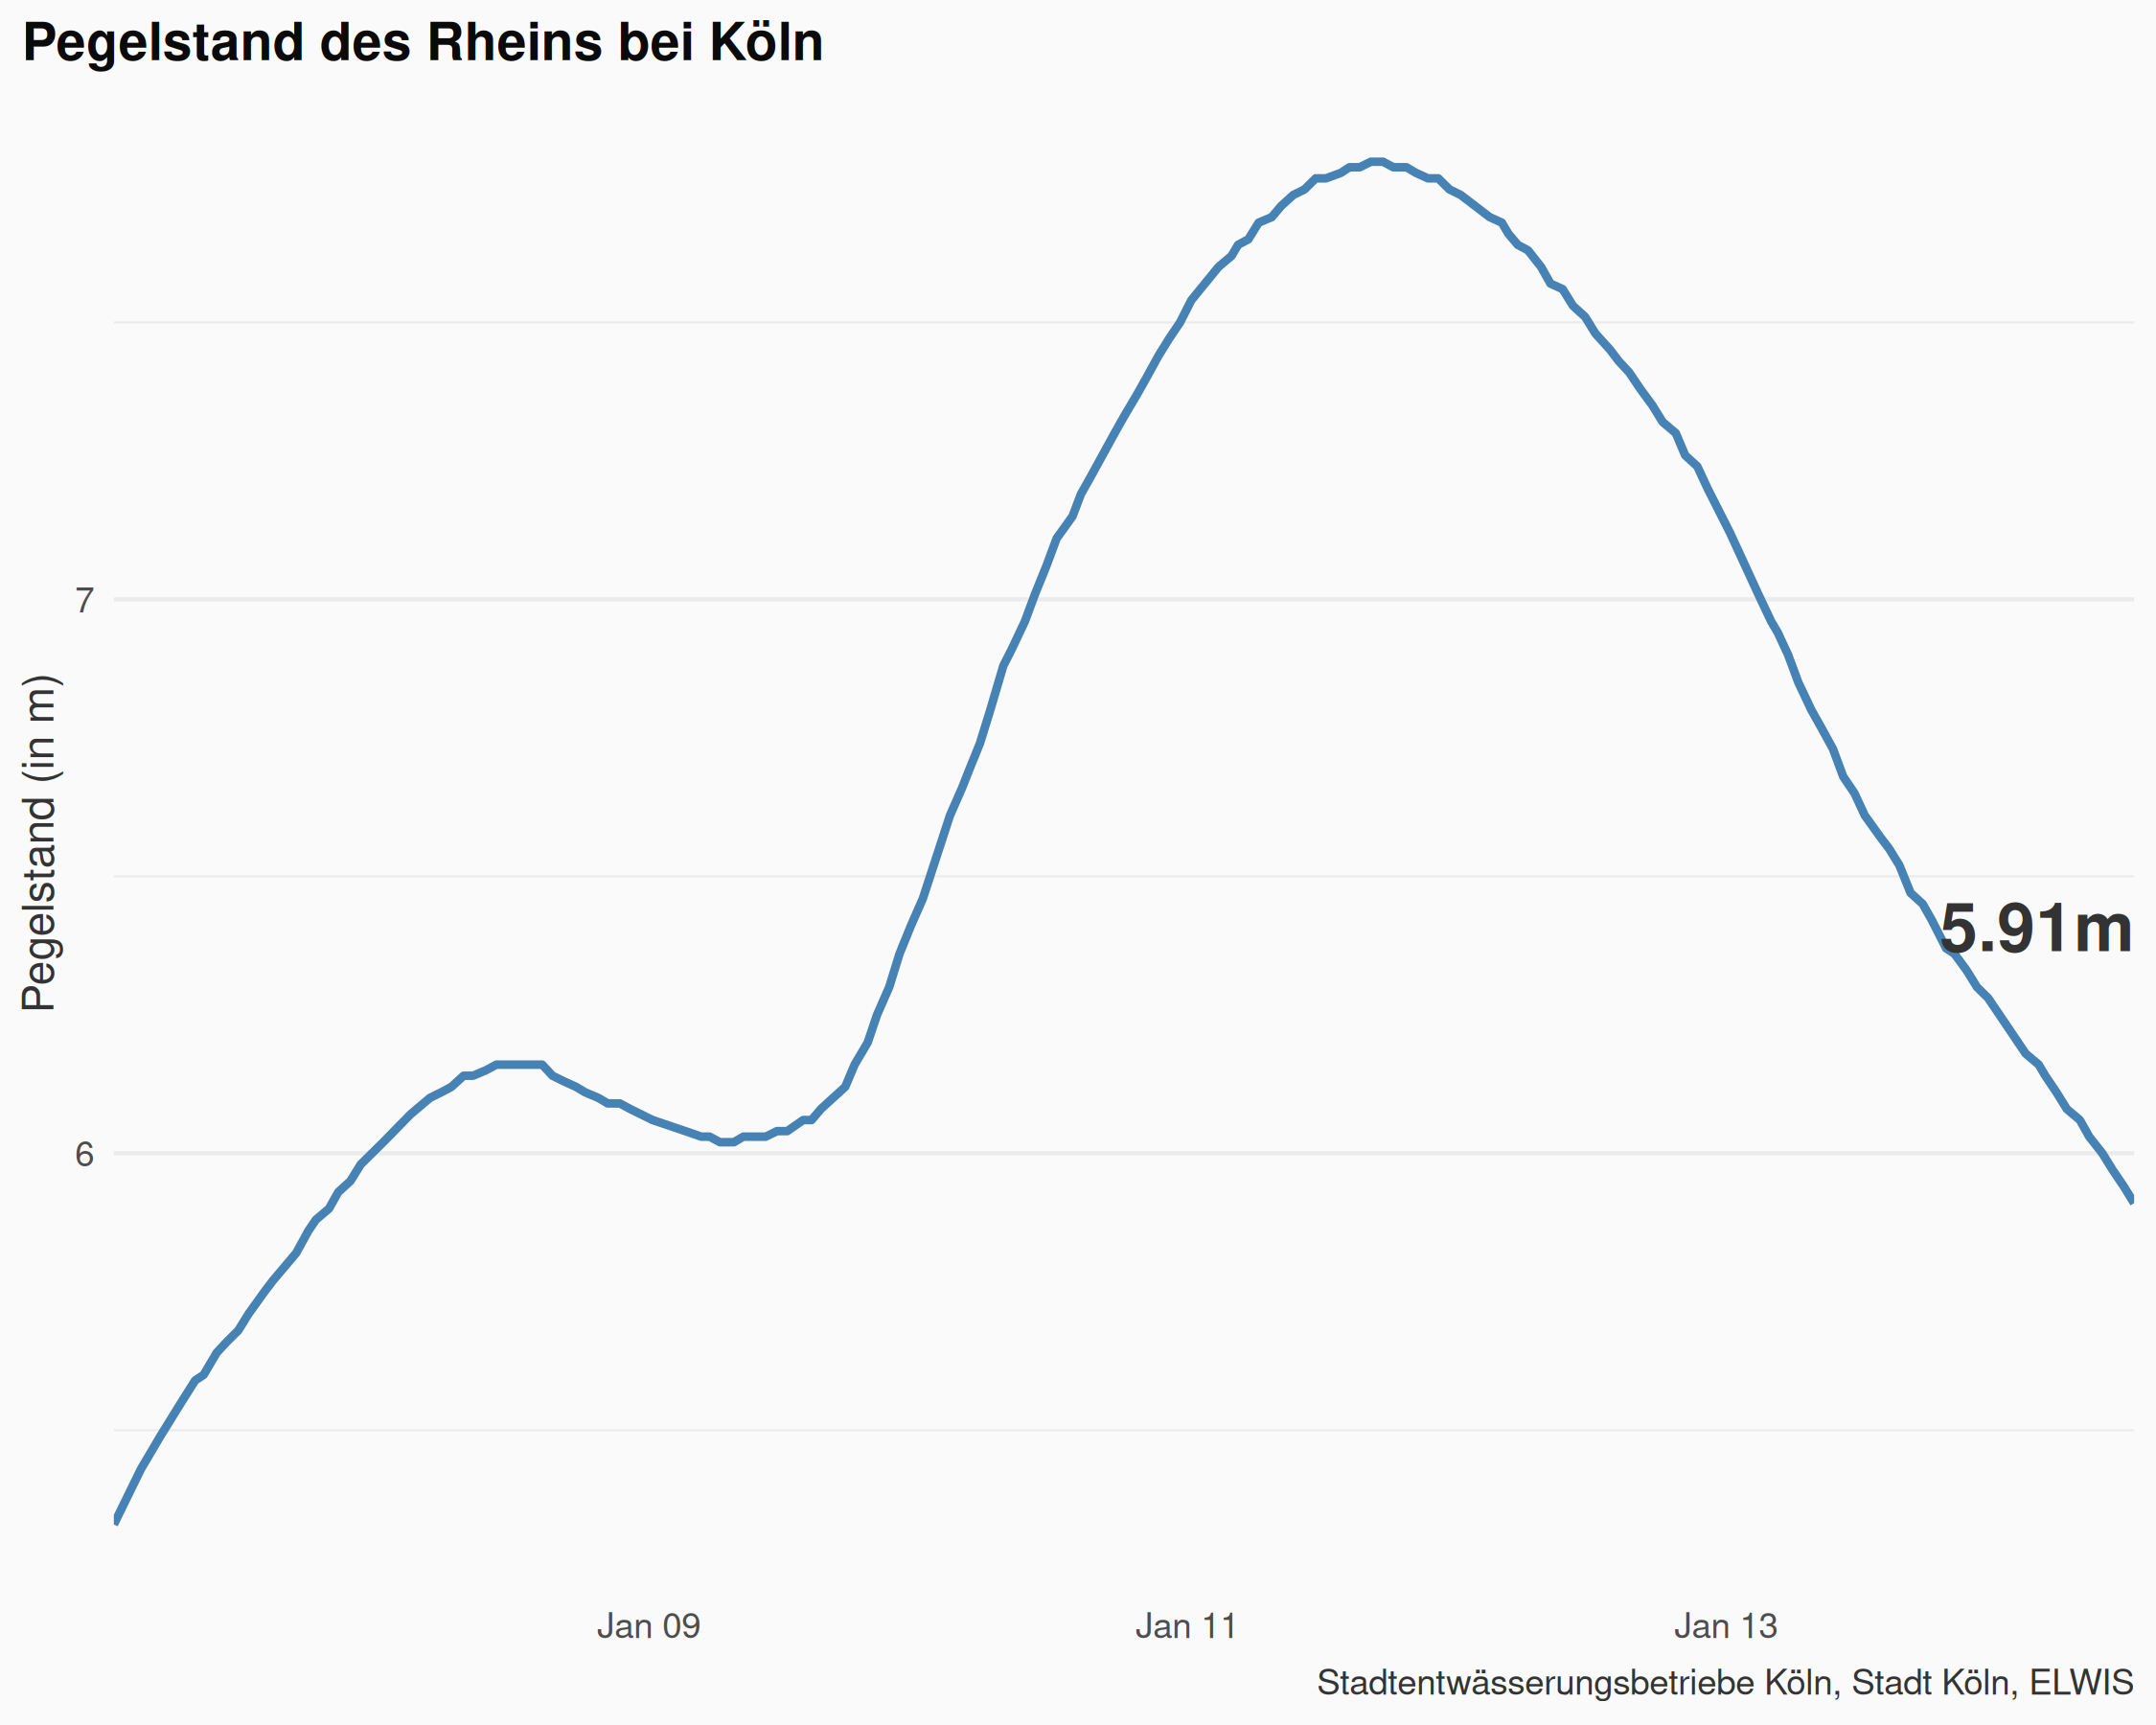 Pegelstand des Rheins bei Köln
Pegelstand (in m)
7
6
5.91m
Jan 09
Jan 11
Jan 13
Stadtentwässerungsbetriebe Köln, Stadt Köln, ELWIS